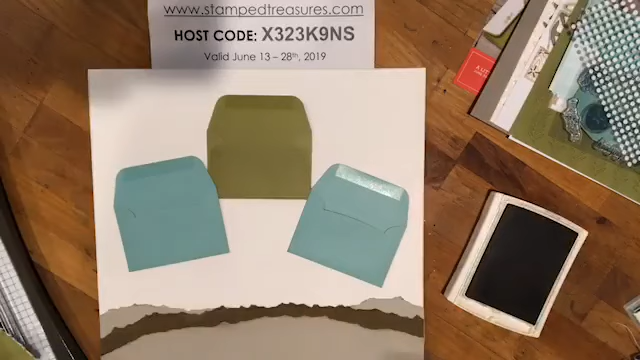 www.stampedtreasures.com
HOST CODE: X323K9NS
Valid June 13 – 28th, 2019